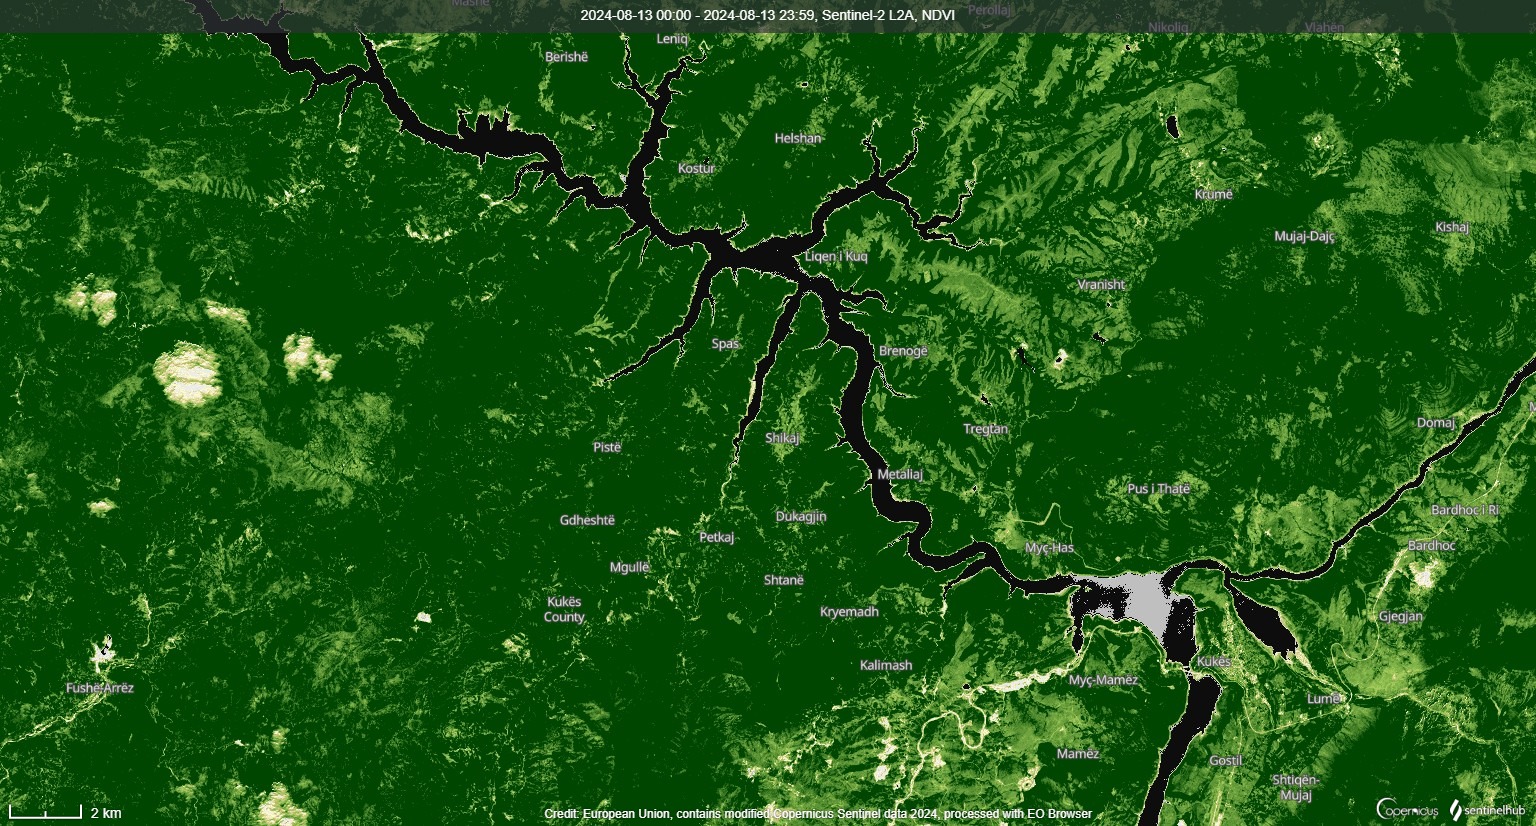 Mashë
2024-08-13 00:00 - 2024-08-13 23:59, Sentinel-2 L2A, NDVI
Perollaj
Nikoliq
Vlahën
Leniq
Berishë
Helshan
Kostur
Krumë
Kishaj
Mujaj-Dajç
Liqen i Kuq
Vranisht
Spas
Brenogë
Domaj
Tregtan
Shikaj
Pistë
Metaliaj
Pus i Thatë
Bardhoc i Ri
Dukagjin
Gdheshtë
Petkaj
Myç-Has
Bardhoc
Mgullë
Shtanë
Kukës
County
Kryemadh
Gjegjan
Kalimash
Kukës
Myç-Mamëz
Fushë-Arrëz
Lumë
Mamëz
Gostil
Shtiqën-
Mujaj
2 km
Credit: European Union, contains modified Copernicus Sentinel data 2024, processed with EO Browser
Copernicus
sentinelhub